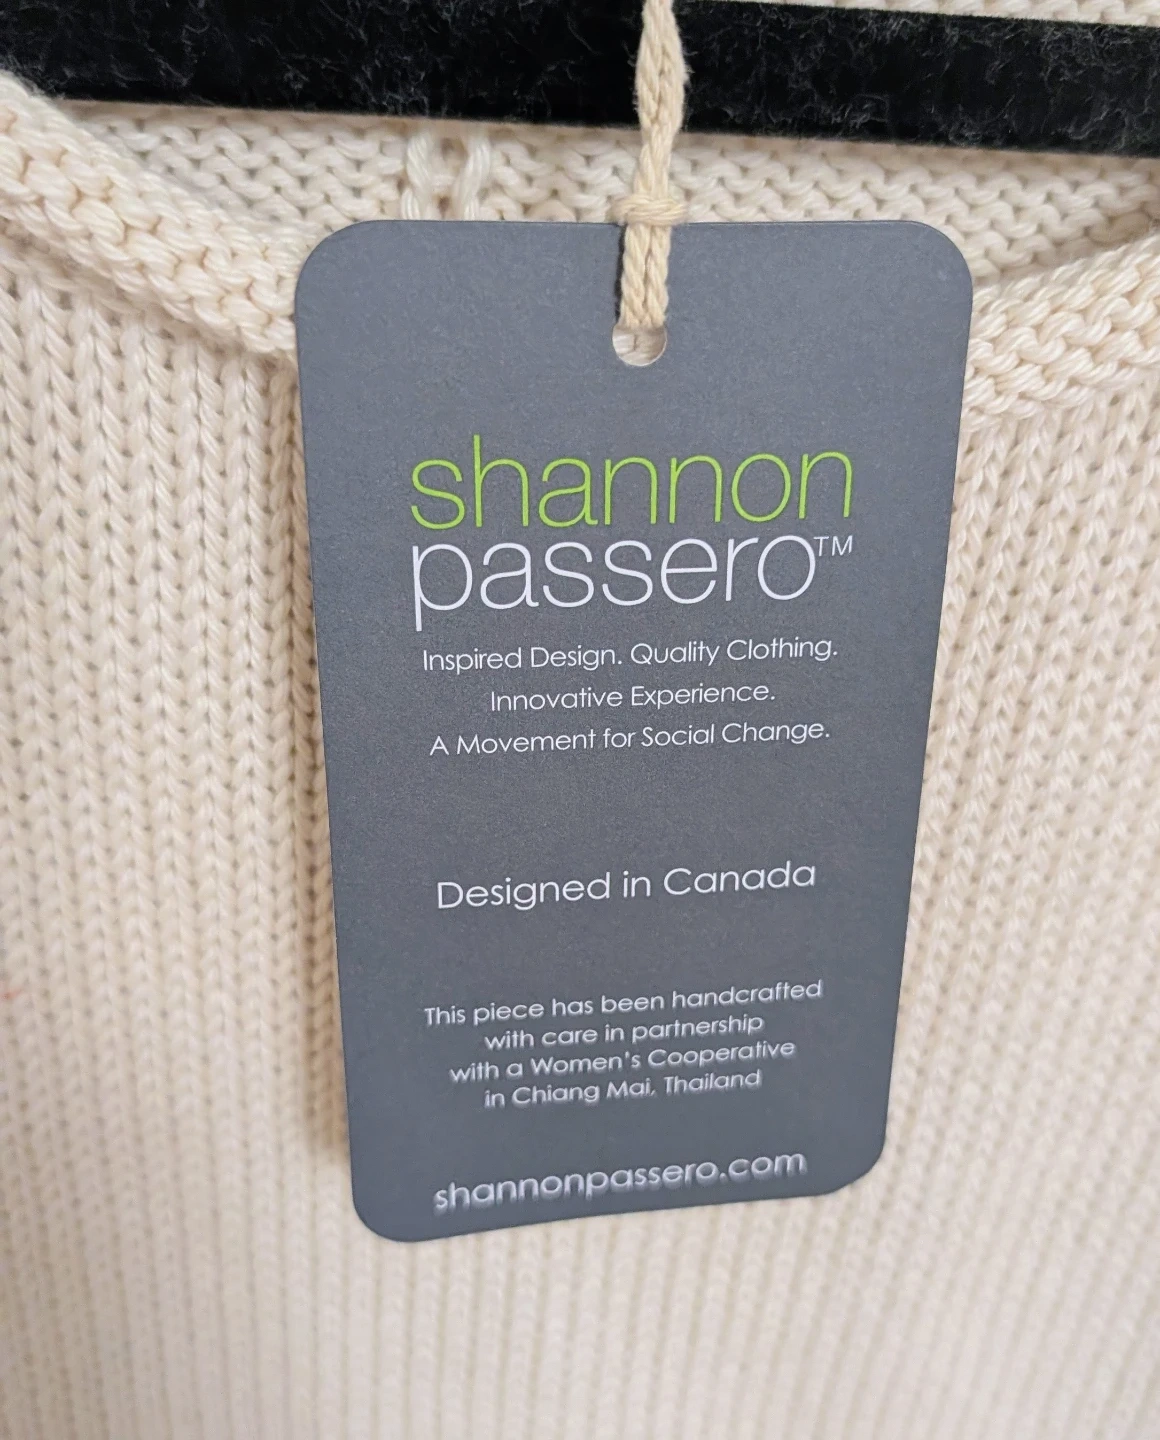 shannon
passero™
Inspired Design. Quality Clothing.
Innovative Experience.
A Movement for Social Change.
Designed in Canada
This piece has been handcrafted
with care in partnership
with a Women's Cooperative
in Chiang Mai, Thailand
shannonpassero.com